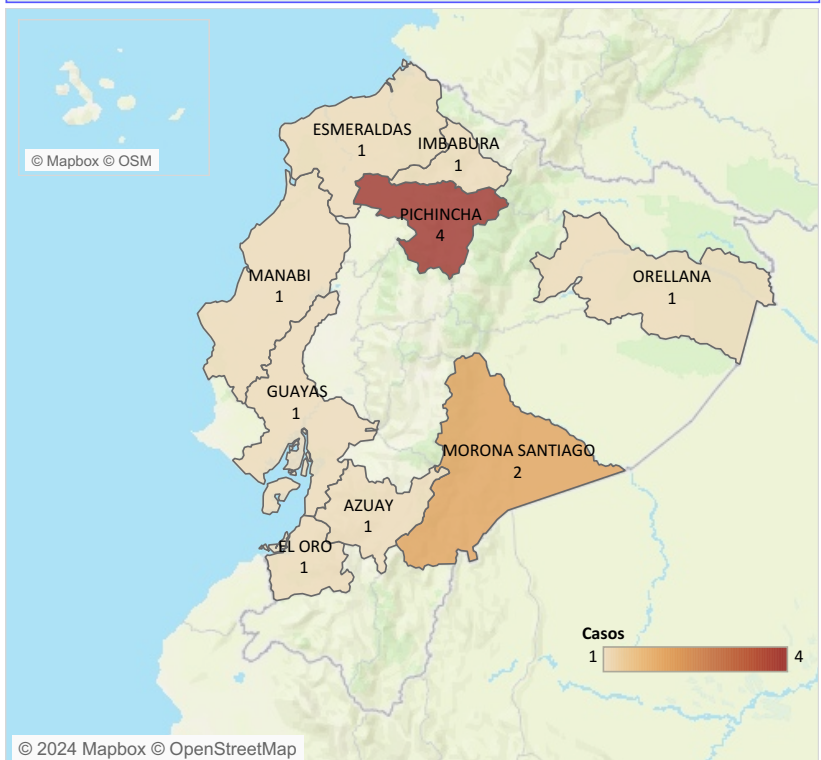 © Mapbox © OSM
ESMERALDAS
1
IMBABURA
1
PICHINCHA
4
MANABI
1
ORELLANA
1
GUAYAS
1
MORONA SANTIAGO
2
AZUAY
1
EL ORO
1
Casos
1 4
© 2024 Mapbox © OpenStreetMap